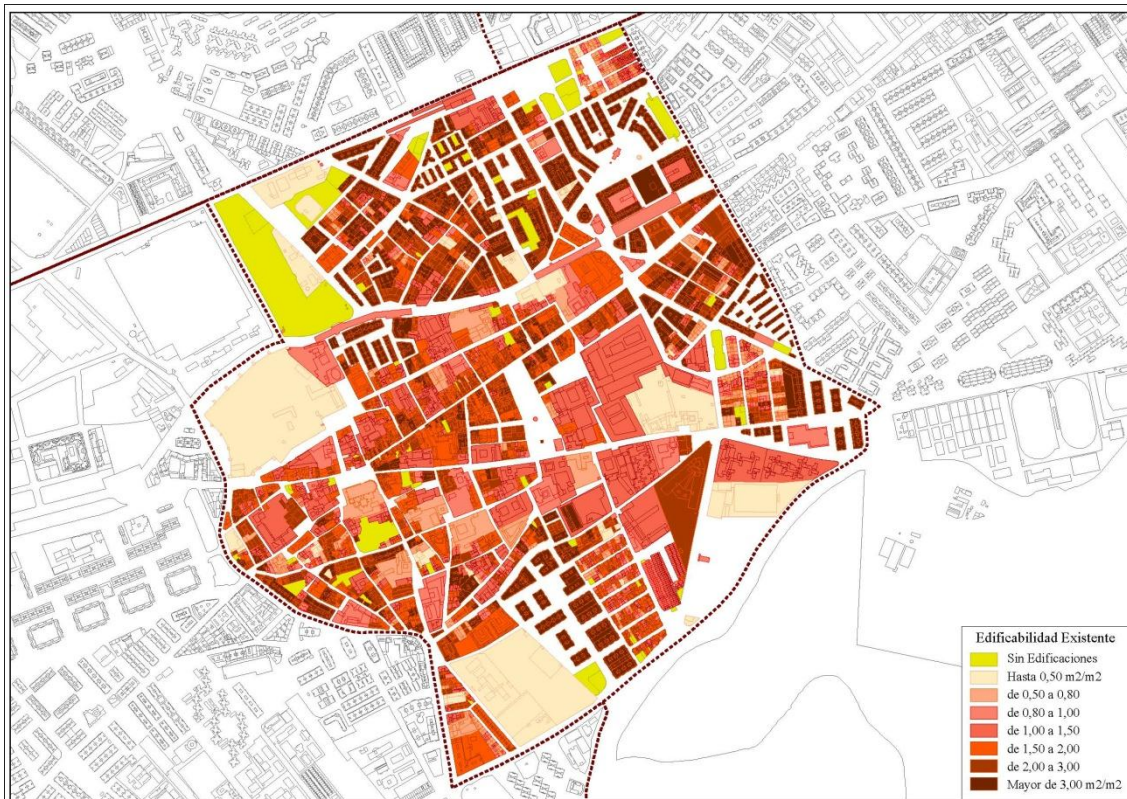 Edificabilidad Existente
Sin Edificaciones
Hasta 0,50 m2/m2
de 0,50 a 0,80
de 0,80 a 1,00
de 1,00 a 1,50
de 1,50 a 2,00
de 2,00 a 3,00
Mayor de 3,00 m2/m2